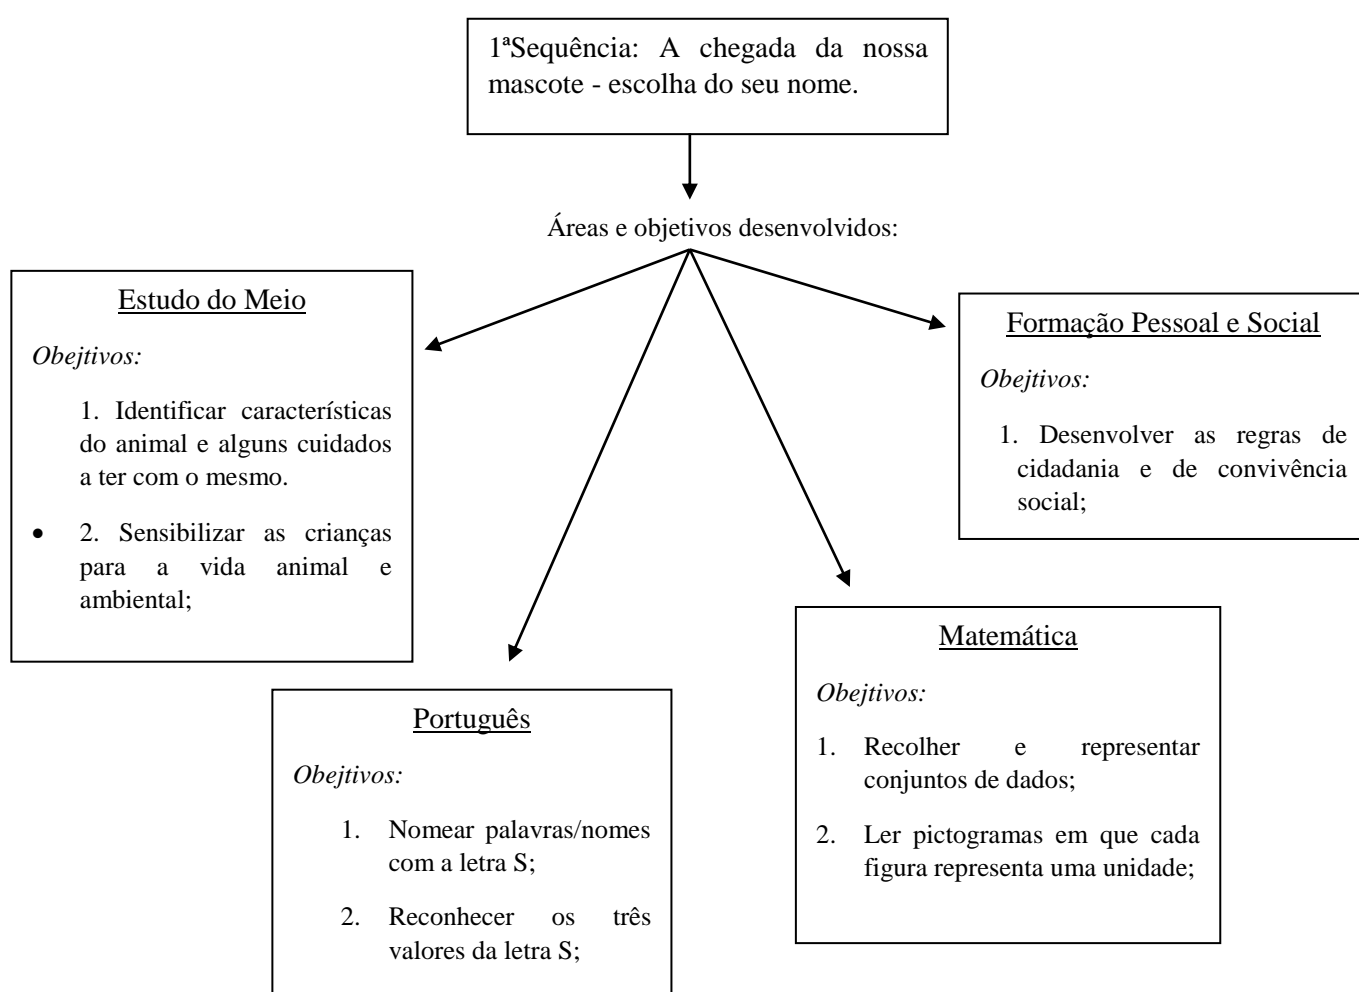 1ªSequência: A chegada da nossa
mascote - escolha do seu nome.
Áreas e objetivos desenvolvidos:
Estudo do Meio
Obejtivos:
1. Identificar características
do animal e alguns cuidados
a ter com o mesmo.
• 2. Sensibilizar as crianças
para a vida animal e
ambiental;
Formação Pessoal e Social
Obejtivos:
1. Desenvolver as regras de
cidadania e de convivência
social;
Português
Obejtivos:
1. Nomear palavras/nomes
com a letra S;
2. Reconhecer os três
valores da letra S;
Matemática
Obejtivos:
1. Recolher e representar
conjuntos de dados;
2. Ler pictogramas em que cada
figura representa uma unidade;